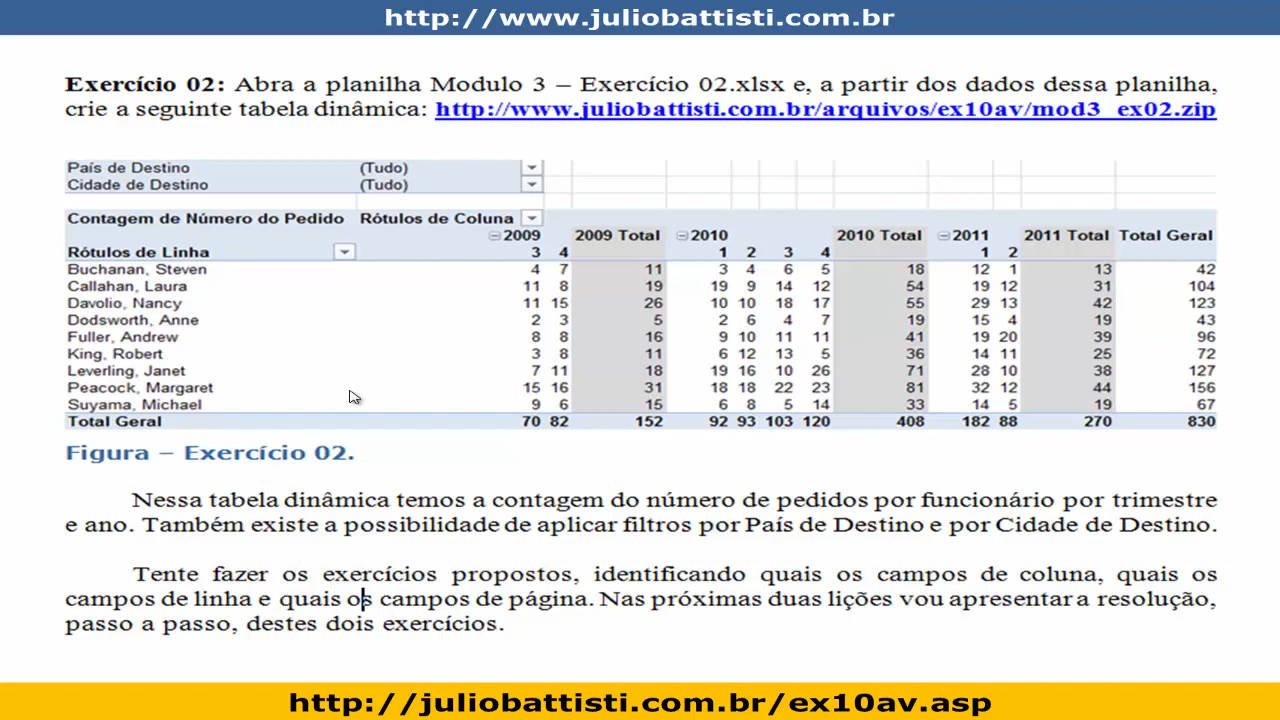 http://www.juliobattisti.com.br
Exercício 02: Abra a planilha Modulo 3 – Exercício 02.xlsx e, a partir dos dados dessa planilha,
crie a seguinte tabela dinâmica: http://www.juliobattisti.com.br/arquivos/ex10av/mod3_ex02.zip
País de Destino (Tudo)
Cidade de Destino (Tudo)
Contagem de Número do Pedido Rótulos de Coluna
2009 2009 Total 2010 2010 Total 2011 2011 Total Total Geral
Rótulos de Linha 3 4 1 2 3 4 1 2
Buchanan, Steven 4 7 11 3 4 6 5 18 12 1 13 42
Callahan, Laura 11 8 19 19 9 14 12 54 19 12 31 104
Davolio, Nancy 11 15 26 10 10 18 17 55 29 13 42 123
Dodsworth, Anne 2 3 5 2 6 4 7 19 15 4 19 43
Fuller, Andrew 8 8 16 9 10 11 11 41 19 20 39 96
King, Robert 3 8 11 6 12 13 5 36 14 11 25 72
Leverling, Janet 7 11 18 19 16 10 26 71 28 10 38 127
Peacock, Margaret 15 16 31 18 18 22 23 81 32 12 44 156
Suyama, Michael 9 6 15 6 8 5 14 33 14 5 19 67
Total Geral 70 82 152 92 93 103 120 408 182 88 270 830
Figura – Exercício 02.
Nessa tabela dinâmica temos a contagem do número de pedidos por funcionário por trimestre
e ano. Também existe a possibilidade de aplicar filtros por País de Destino e por Cidade de Destino.
Tente fazer os exercícios propostos, identificando quais os campos de coluna, quais os
campos de linha e quais os campos de página. Nas próximas duas lições vou apresentar a resolução,
passo a passo, destes dois exercícios.
http://juliobattisti.com.br/ex10av.asp